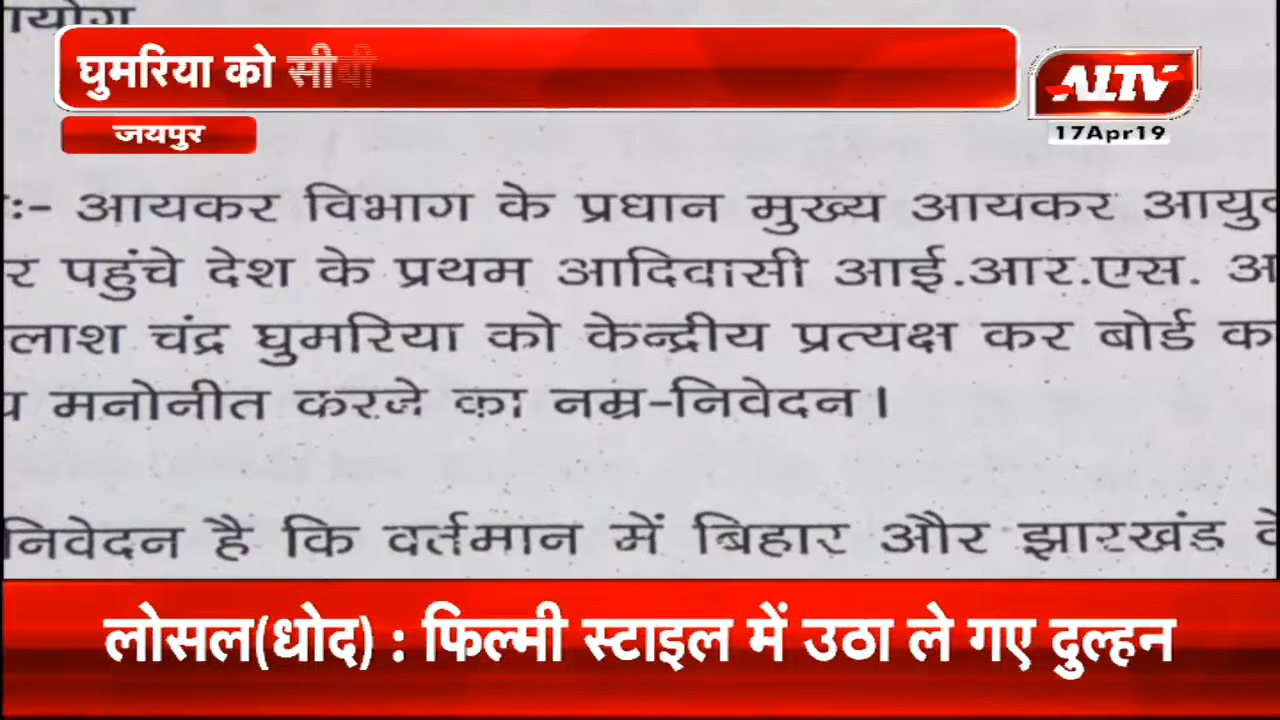 ायोग
घुमरिया को सीबी
ALTV
17Apr19
जयपुर
ः- आयकर विभाग के प्रधान मुख्य आयकर
र पहुंचे देश के प्रथम आदिवासी आई.आर.एस.
लाश चंद्र घुमरिया को केन्द्रीय प्रत्यक्ष कर बोर्ड
मनोनीत करने का नम्र-निवेदन।
निवेदन है कि वर्तमान में बिहार और झारखंड
लोसल(धोद) : फिल्मी स्टाइल में उठा ले गए दुल्हन